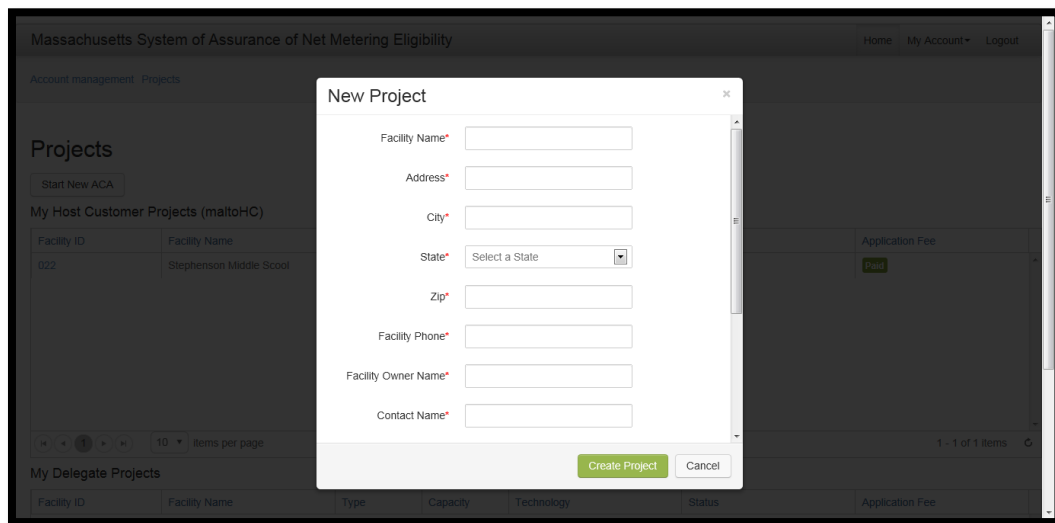 Massachusetts System of Assurance of Net Metering Eligibility
Home My Account Logout
Account management Projects
Projects
Start New ACA
My Host Customer Projects (maltoHC)
Facility ID Facility Name Application Fee
022 Stephenson Middle Scool Paid
1 10 items per page 1 - 1 of 1 items
My Delegate Projects
Facility ID Facility Name Type Capacity Technology Status Application Fee
New Project ×
Facility Name*
Address*
City*
State* Select a State
Zip*
Facility Phone*
Facility Owner Name*
Contact Name*
Create Project Cancel